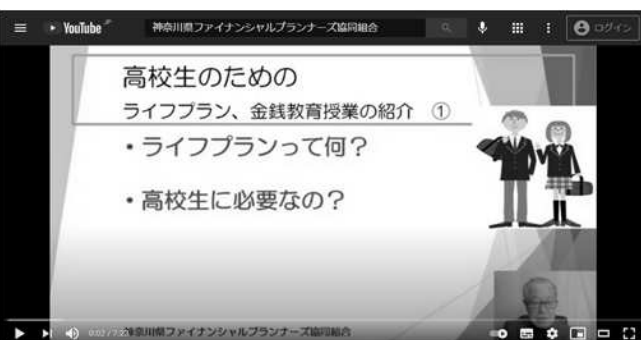 YouTube
神奈川県ファイナンシャルプランナーズ協同組合
ログイン
高校生のための
ライフプラン、金銭教育授業の紹介 ①
・ライフプランって何?
・高校生に必要なの?
神奈川県ファイナンシャルプランナーズ協同組合